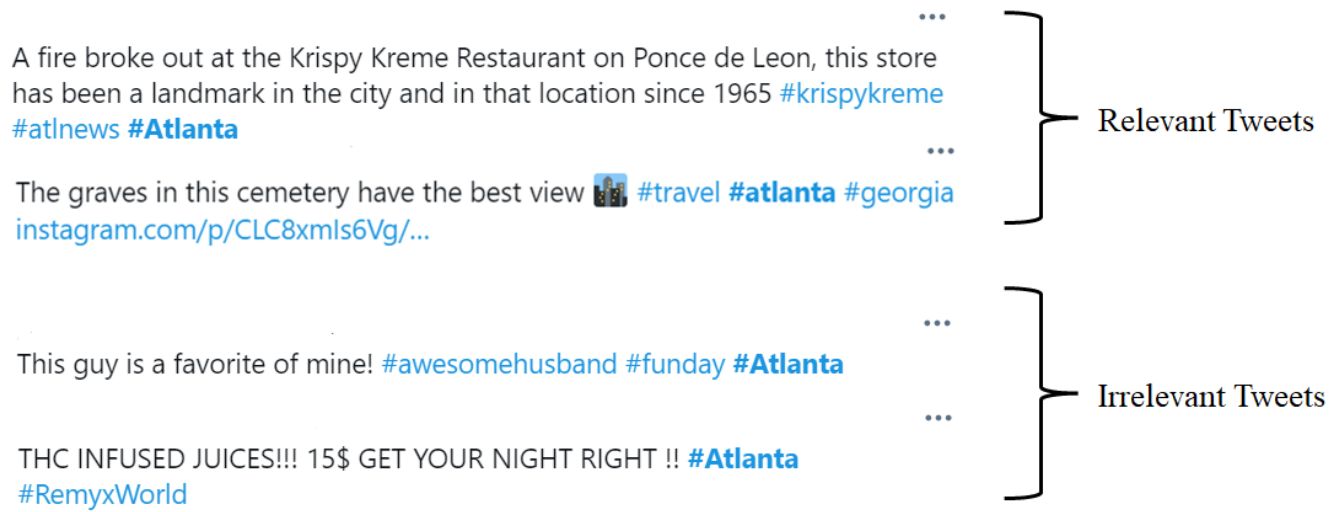 A fire broke out at the Krispy Kreme Restaurant on Ponce de Leon, this store
has been a landmark in the city and in that location since 1965 #krispykreme
#atlnews #Atlanta
Relevant Tweets
The graves in this cemetery have the best view 🏙️ #travel #atlanta #georgia
instagram.com/p/CLC8xmIs6Vg/...
This guy is a favorite of mine! #awesomehusband #funday #Atlanta
Irrelevant Tweets
THC INFUSED JUICES!!! 15$ GET YOUR NIGHT RIGHT !! #Atlanta
#RemyxWorld